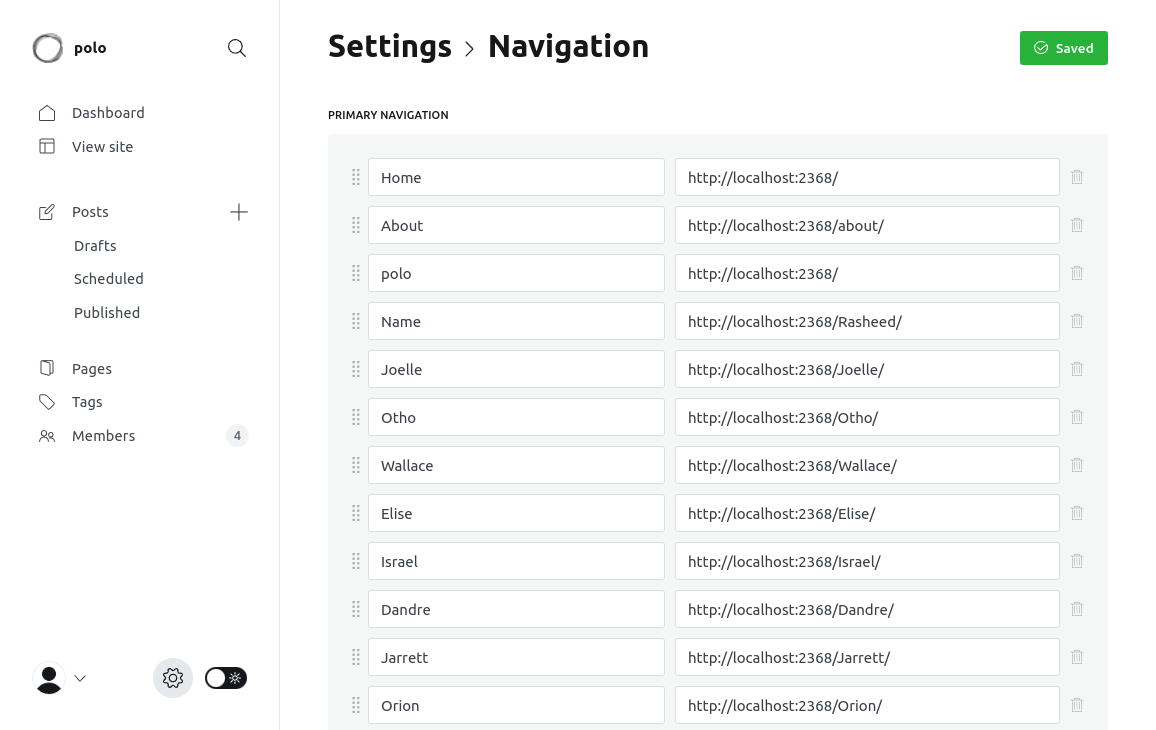 polo
Dashboard
View site
Posts
Drafts
Scheduled
Published
Pages
Tags
Members 4
Settings Navigation
Saved
PRIMARY NAVIGATION
Home http://localhost:2368/
About http://localhost:2368/about/
polo http://localhost:2368/
Name http://localhost:2368/Rasheed/
Joelle http://localhost:2368/Joelle/
Otho http://localhost:2368/Otho/
Wallace http://localhost:2368/Wallace/
Elise http://localhost:2368/Elise/
Israel http://localhost:2368/Israel/
Dandre http://localhost:2368/Dandre/
Jarrett http://localhost:2368/Jarrett/
Orion http://localhost:2368/Orion/